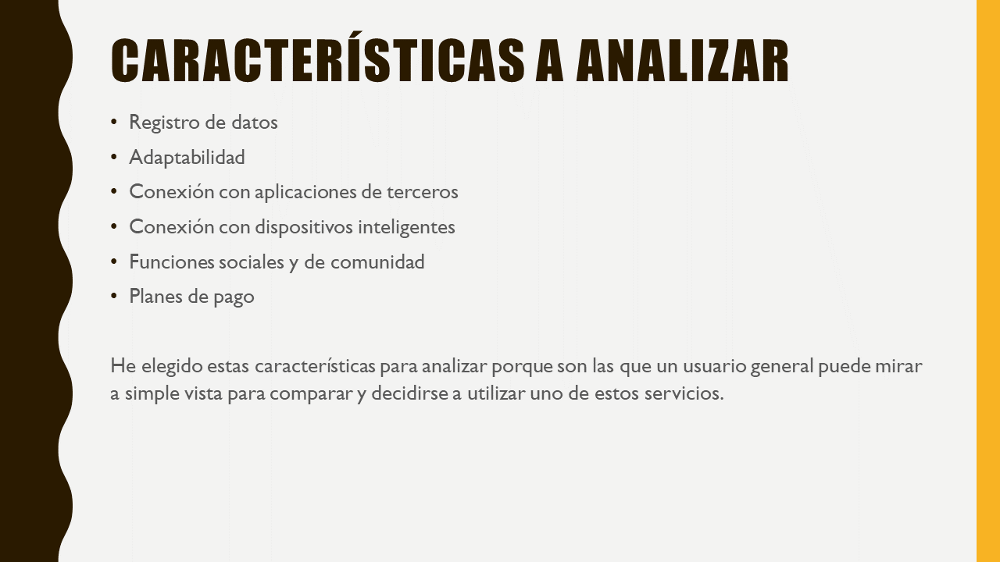 CARACTERÍSTICAS A ANALIZAR
• Registro de datos
• Adaptabilidad
• Conexión con aplicaciones de terceros
• Conexión con dispositivos inteligentes
• Funciones sociales y de comunidad
• Planes de pago
He elegido estas características para analizar porque son las que un usuario general puede mirar
a simple vista para comparar y decidirse a utilizar uno de estos servicios.